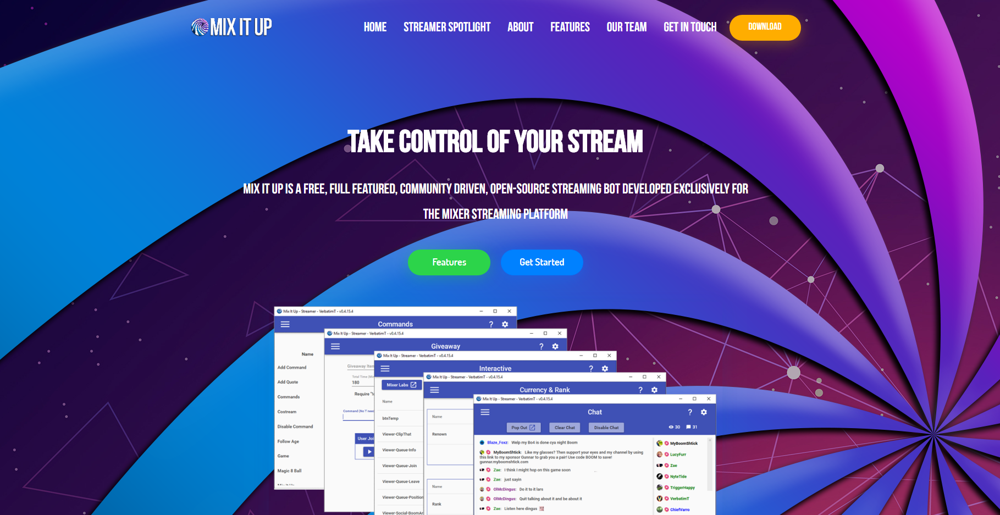 MIX IT UP
HOME
STREAMER SPOTLIGHT
ABOUT
FEATURES
OUR TEAM
GET IN TOUCH
DOWNLOAD
TAKE CONTROL OF YOUR STREAM
MIX IT UP IS A FREE, FULL FEATURED, COMMUNITY DRIVEN, OPEN-SOURCE STREAMING BOT DEVELOPED EXCLUSIVELY FOR
THE MIXER STREAMING PLATFORM
Features
Get Started
Mix It Up - Streamer - VerbatimT - v0.4.15.4
Commands
?
Name
Add Command
Add Quote
Commands
Costream
Disable Command
Follow Age
Game
Magic 8 Ball
Mix It Up
Mix It Up - Streamer - VerbatimT - v0.4.15.4
Giveaway
?
Giveaway Item
Total Time (Min
180
Require "!
Command (No '!' need
User Joi
Mix It Up - Streamer - VerbatimT - v0.4.15.4
Interactive
?
Mixer Labs
Name
btnTemp
Viewer-ClipThat
Viewer-Queue-Info
Viewer-Queue-Join
Viewer-Queue-Leave
Viewer-Queue-Position
Viewer-Social-BoomAr
Mix It Up - Streamer - VerbatimT - v0.4.15.4
Currency & Rank
?
Name
Renown
Name
Rank
Mix It Up - Streamer - VerbatimT - v0.4.15.4
Chat
?
Pop Out
Clear Chat
Disable Chat
30
31
Blaze_Foxz: Welp my Bo4 is done cya night Boom
MyBoomShtick: Like my glasses? Then support your eyes and my channel by using
this link to my sponsor Gunnar to grab you a pair! Use code BOOM to save!
gunnar.myboomshtick.com
Zae: I think I might hop on this game soon
Zae: just sayin
OlMcDingus: Do it to it lars
OlMcDingus: Quit talking about it and be about it
Zae: Listen here dingus
MyBoomShtick
LucyFurr
Zae
NyteTide
TriggerHappy
VerbatimT
ChiefVarro